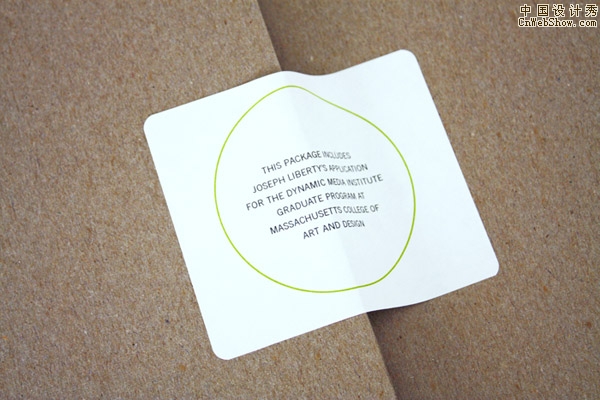 中国设计秀
CnWebShow.com
THIS PACKAGE INCLUDES
JOSEPH LIBERTY'S APPLICATION
FOR THE DYNAMIC MEDIA INSTITUTE
GRADUATE PROGRAM AT
MASSACHUSETTS COLLEGE OF
ART AND DESIGN